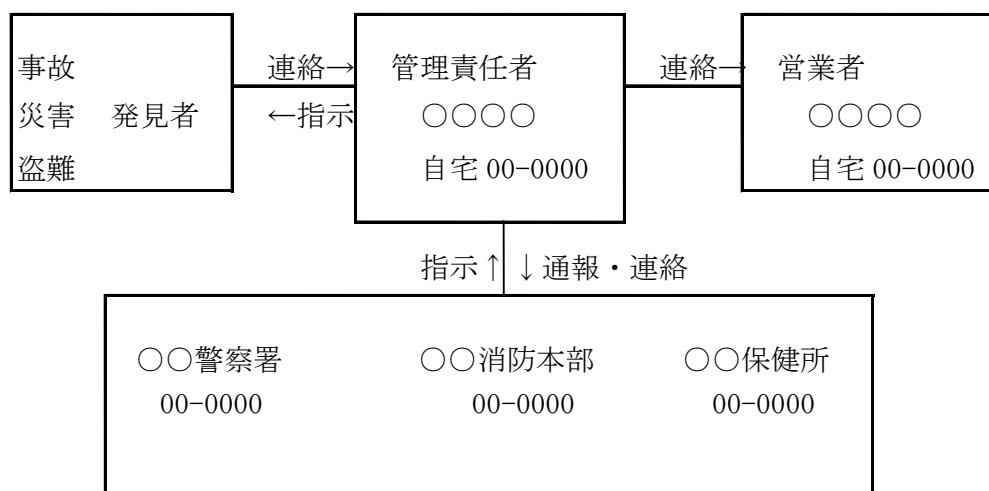 事故 連絡→ 管理責任者 連絡→ 営業者
災害 発見者 ←指示 ○○○○ ○○○○
盗難 自宅 00-0000 自宅 00-0000
指示↑ ↓通報・連絡
○○警察署 ○○消防本部 ○○保健所
00-0000 00-0000 00-0000